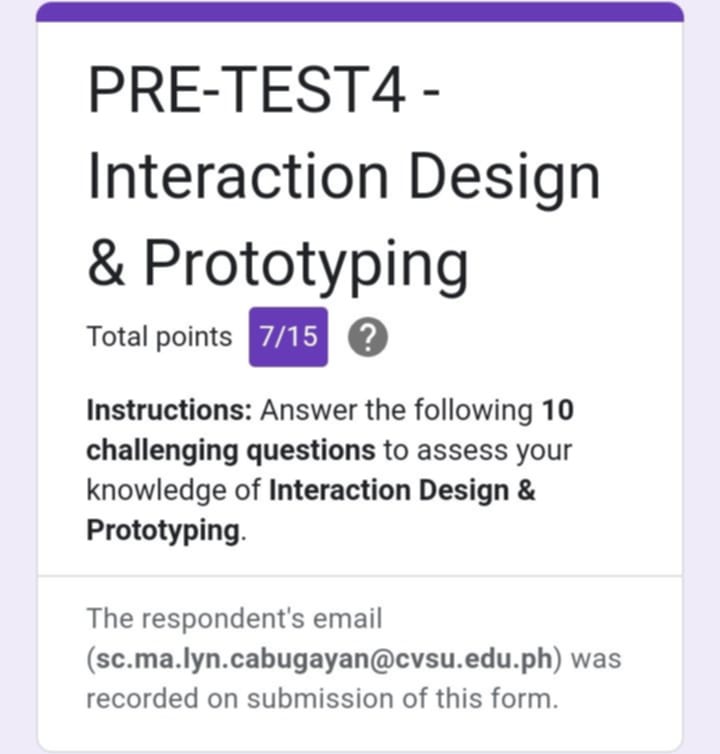 PRE-TEST4 -
Interaction Design
& Prototyping
Total points 7/15 ?
Instructions: Answer the following 10
challenging questions to assess your
knowledge of Interaction Design &
Prototyping.
The respondent's email
(sc.ma.lyn.cabugayan@cvsu.edu.ph) was
recorded on submission of this form.